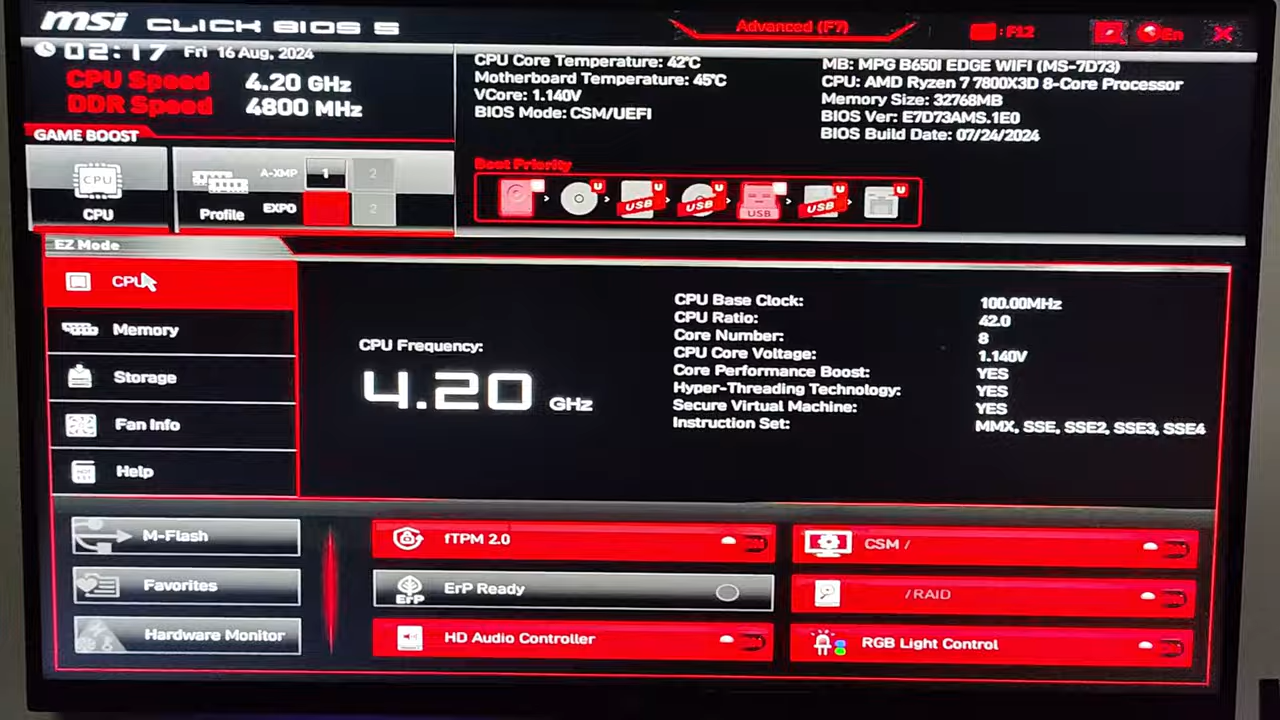 msi CLICK BIOS 5
Advanced (F7)
: F12
En
X
02:17 Fri 16 Aug, 2024
CPU Speed 4.20 GHz
DDR Speed 4800 MHz
CPU Core Temperature: 42°C
Motherboard Temperature: 45°C
VCore: 1.140V
BIOS Mode: CSM/UEFI
MB: MPG B650I EDGE WIFI (MS-7D73)
CPU: AMD Ryzen 7 7800X3D 8-Core Processor
Memory Size: 32768MB
BIOS Ver: E7D73AMS.1E0
BIOS Build Date: 07/24/2024
GAME BOOST
CPU
CPU
A-XMP 1 2
EXPO 2
Profile
Boot Priority
U
USB U
USB U
USB
USB U
U
EZ Mode
CPU
Memory
Storage
Fan Info
Help
CPU Frequency:
4.20 GHz
CPU Base Clock: 100.00MHz
CPU Ratio: 42.0
Core Number: 8
CPU Core Voltage: 1.140V
Core Performance Boost: YES
Hyper-Threading Technology: YES
Secure Virtual Machine: YES
Instruction Set: MMX, SSE, SSE2, SSE3, SSE4
M-Flash
Favorites
Hardware Monitor
fTPM 2.0
ErP ErP Ready
HD Audio Controller
CSM /
/RAID
RGB Light Control